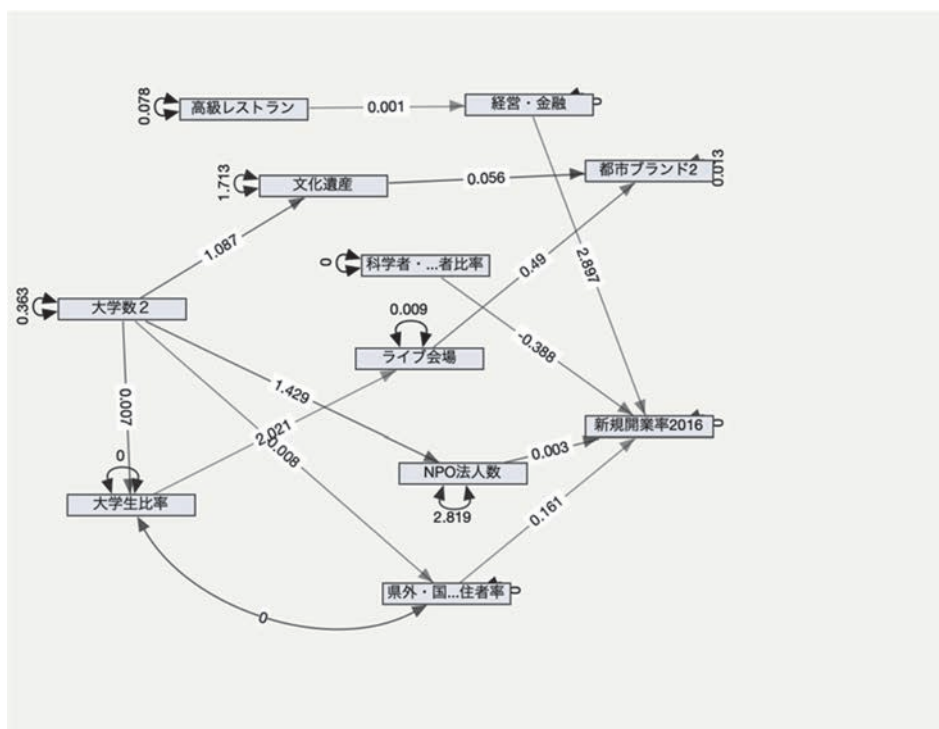 0.078
高級レストラン
0.001
経営・金融
1.713
文化遺産
0.056
都市ブランド2
0.013
1.087
0
科学者・...者比率
0.49
2.897
0.363
大学数2
0.009
ライブ会場
-0.388
0.007
1.429
2.021
0.008
新規開業率2016
0.003
0
大学生比率
NPO法人数
2.819
0.161
県外・国...住者率
0